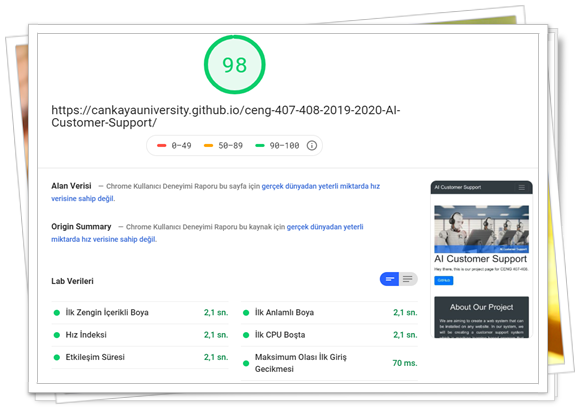 98
https://cankayauniversity.github.io/ceng-407-408-2019-2020-AI-
Customer-Support/
0–49 50–89 90–100
Alan Verisi — Chrome Kullanıcı Deneyimi Raporu bu sayfa için gerçek dünyadan yeterli miktarda hız
verisine sahip değil.
Origin Summary — Chrome Kullanıcı Deneyimi Raporu bu kaynak için gerçek dünyadan yeterli
miktarda hız verisine sahip değil.
Lab Verileri
İlk Zengin İçerikli Boya 2,1 sn.
İlk Anlamlı Boya 2,1 sn.
Hız İndeksi 2,1 sn.
İlk CPU Boşta 2,1 sn.
Etkileşim Süresi 2,1 sn.
Maksimum Olası İlk Giriş
Gecikmesi 70 ms.
AI Customer Support
AI Customer Support
Hey there, this is our project page for CENG 407-408.
About Our Project
We are aiming to create a web system that can
be installed on any website. In our system, we
will be creating a customer support system